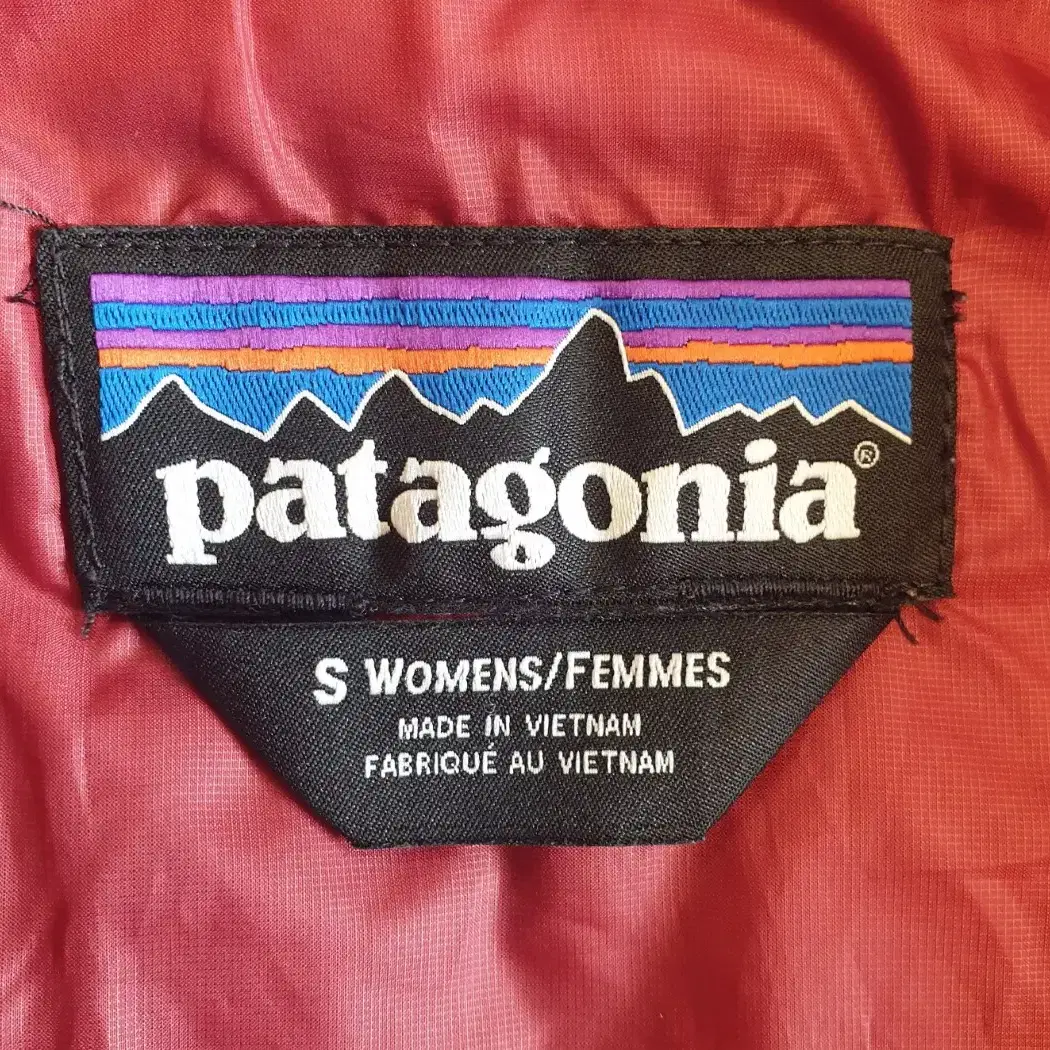 patagonia®
S WOMENS/FEMMES
MADE IN VIETNAM
FABRIQUÉ AU VIETNAM